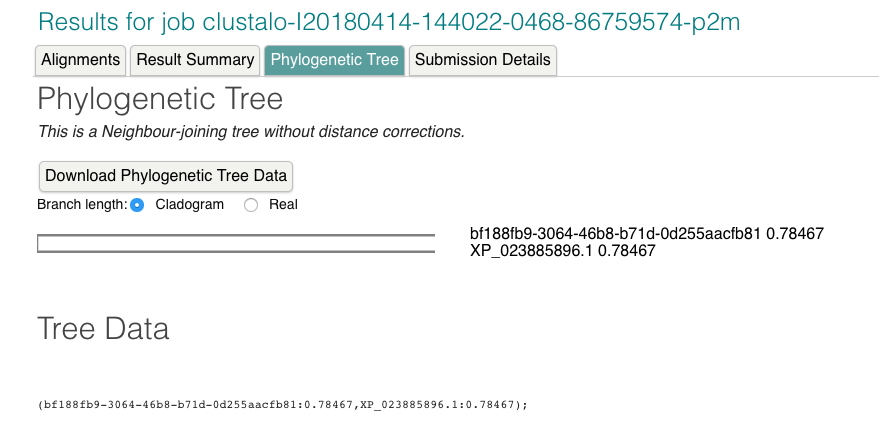 Results for job clustalo-I20180414-144022-0468-86759574-p2m
Alignments Result Summary Phylogenetic Tree Submission Details
Phylogenetic Tree
This is a Neighbour-joining tree without distance corrections.
Download Phylogenetic Tree Data
Branch length: Cladogram Real
bf188fb9-3064-46b8-b71d-0d255aacfb81 0.78467
XP_023885896.1 0.78467
Tree Data
(bf188fb9-3064-46b8-b71d-0d255aacfb81:0.78467,XP_023885896.1:0.78467);